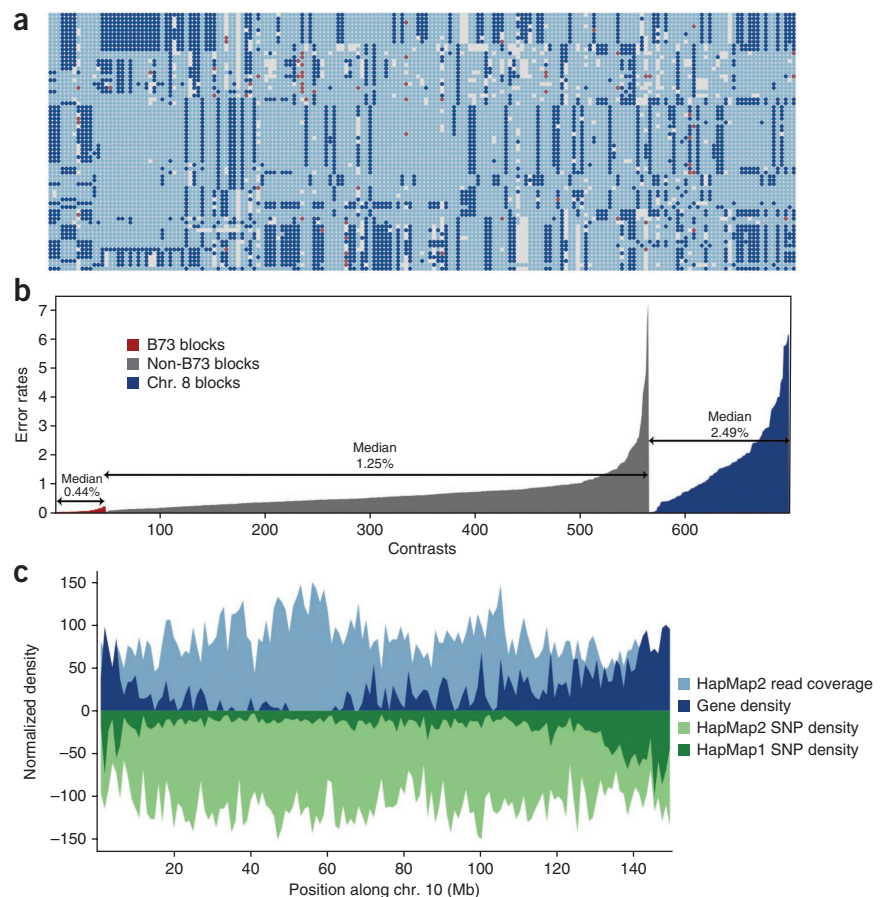 a
b
7
6
5
4
3
2
1
0
Error rates
B73 blocks
Non-B73 blocks
Chr. 8 blocks
Median
0.44%
Median
1.25%
Median
2.49%
100
200
300
400
500
600
Contrasts
c
150
100
50
0
−50
−100
−150
Normalized density
HapMap2 read coverage
Gene density
HapMap2 SNP density
HapMap1 SNP density
20
40
60
80
100
120
140
Position along chr. 10 (Mb)